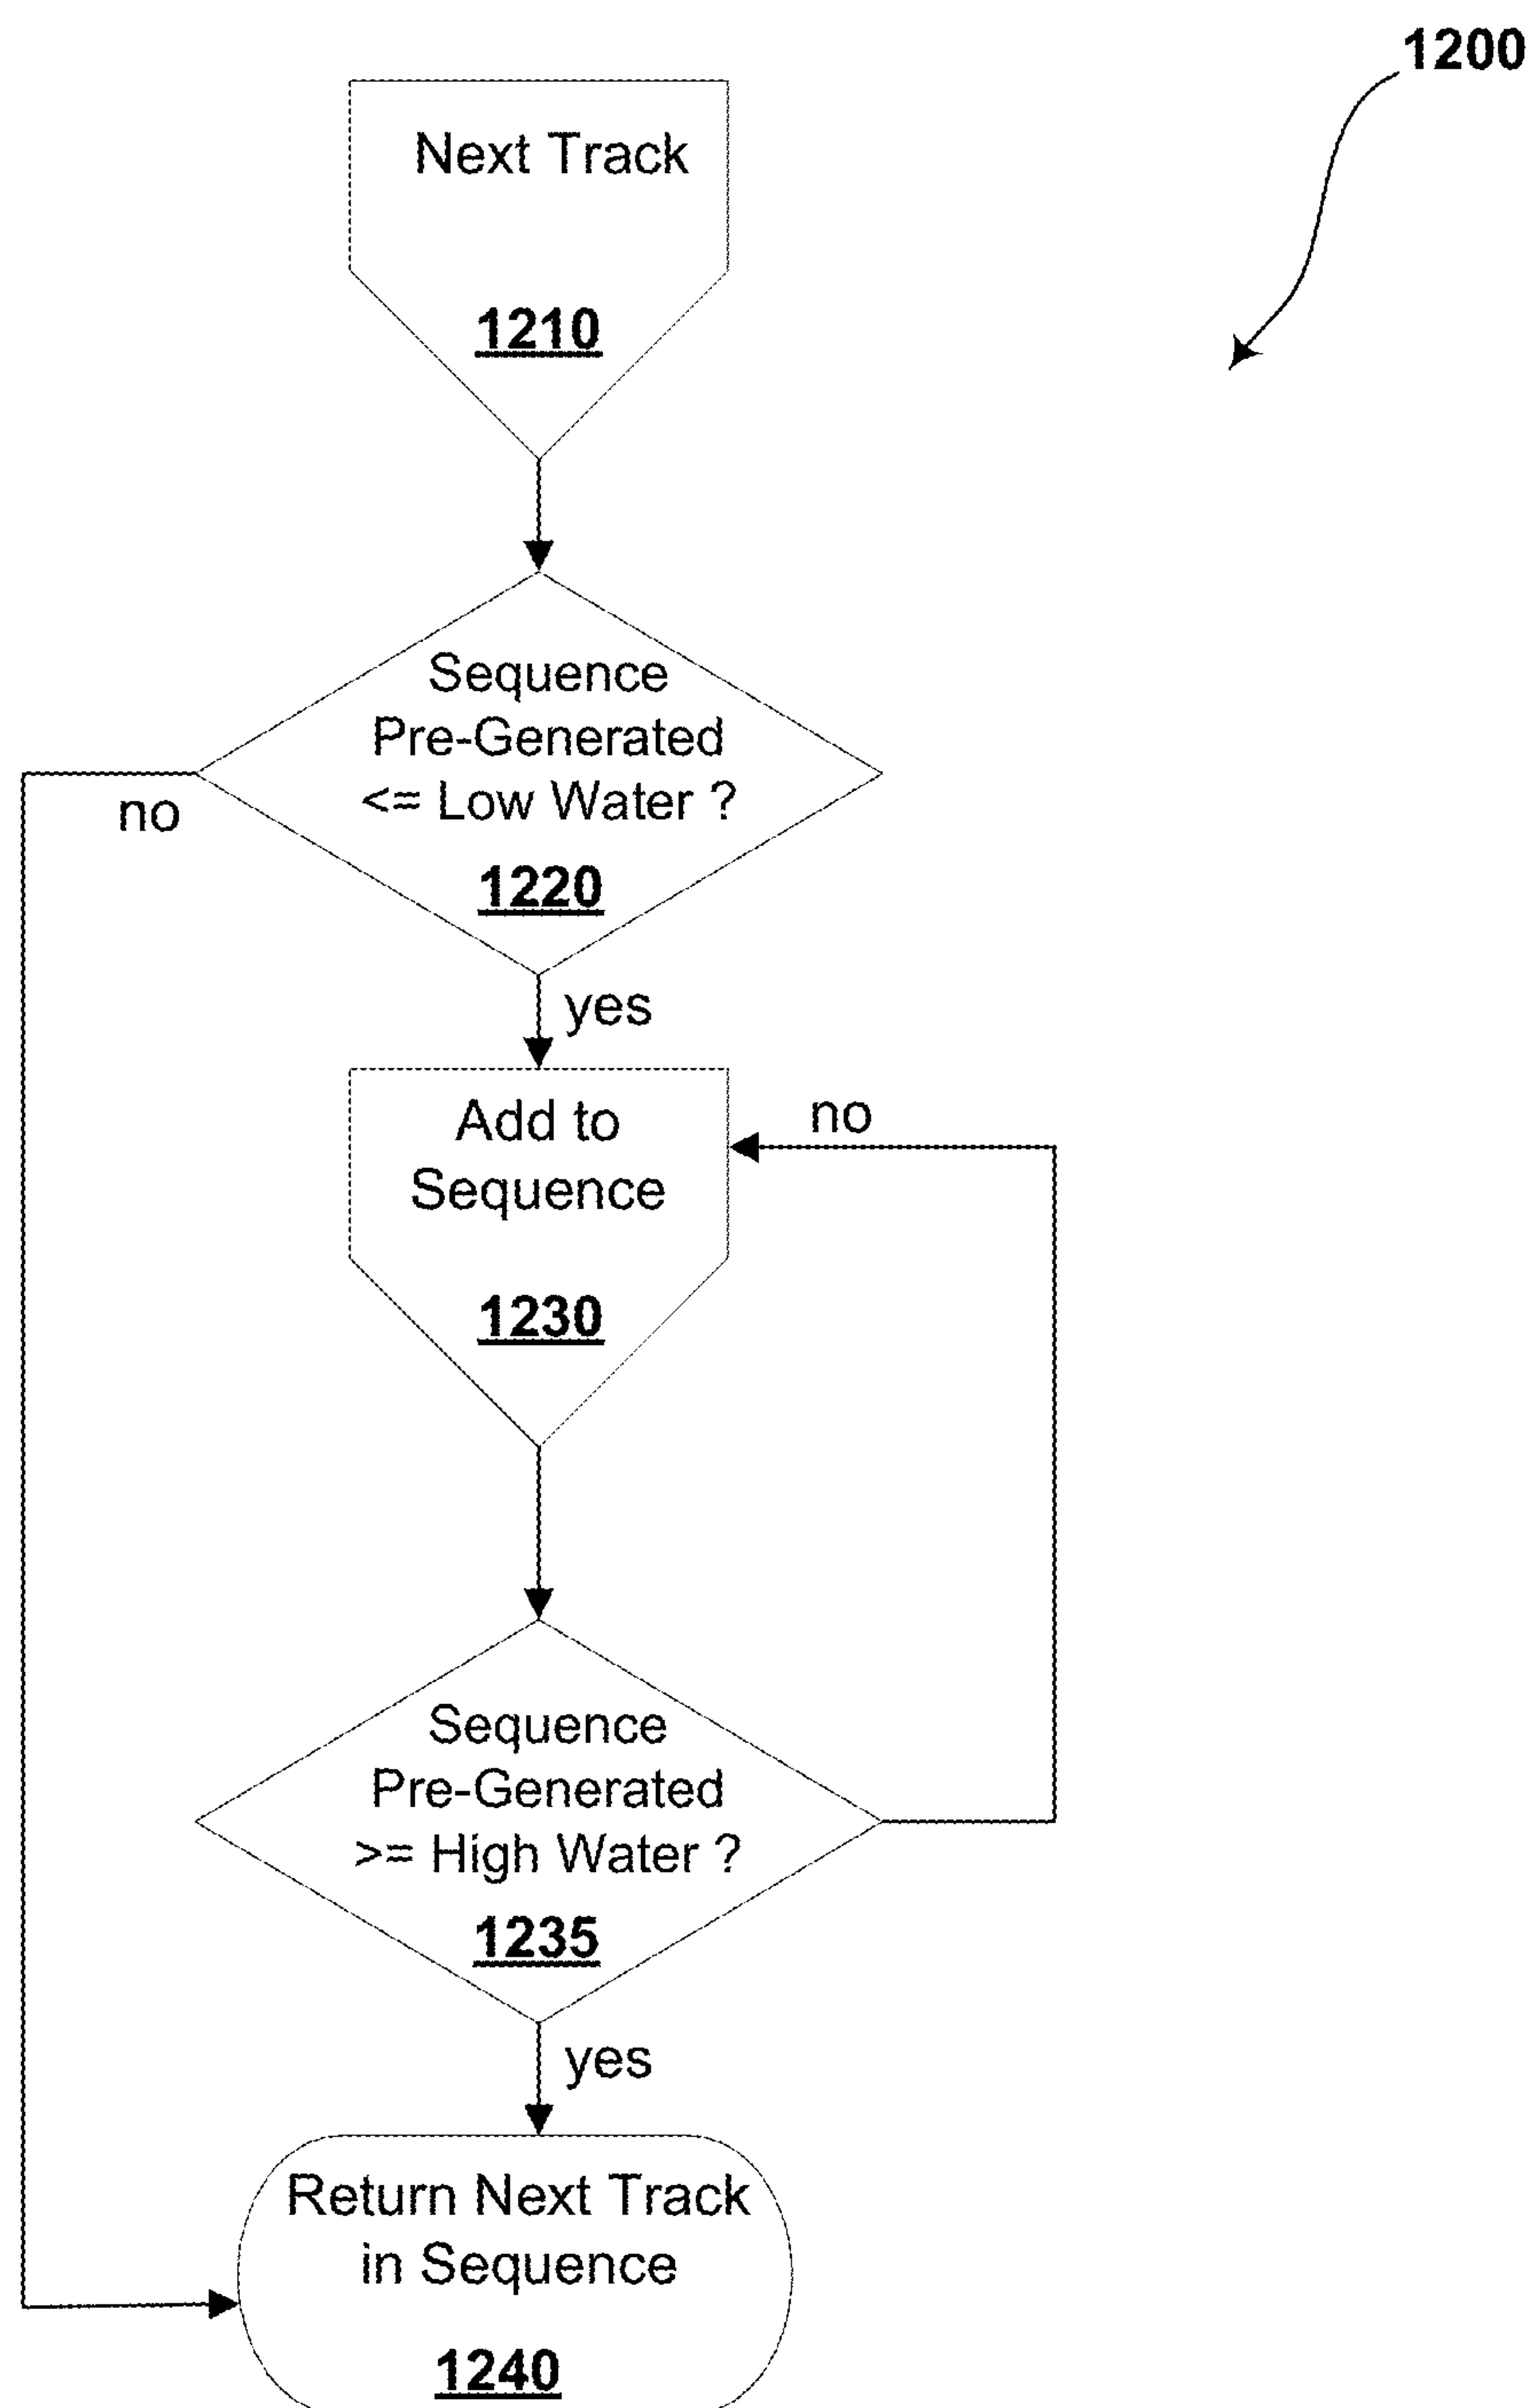 1200
Next Track
1210
Sequence
Pre-Generated
<= Low Water ?
1220
no
yes
Add to
Sequence
1230
no
Sequence
Pre-Generated
>= High Water ?
1235
yes
Return Next Track
in Sequence
1240